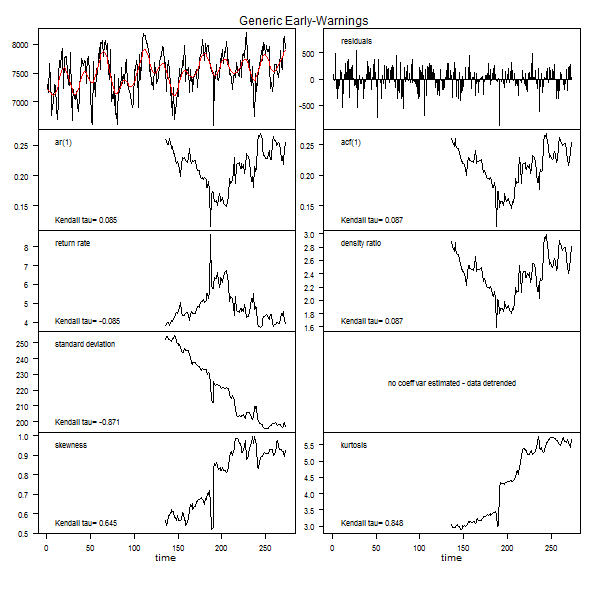 Generic Early-Warnings
8000
7500
7000
residuals
500
0
-500
ar(1)
0.25
0.20
0.15
Kendall tau= 0.085
acf(1)
0.25
0.20
0.15
Kendall tau= 0.087
return rate
8
7
6
5
4
Kendall tau= -0.085
density ratio
3.0
2.8
2.6
2.4
2.2
2.0
1.8
1.6
Kendall tau= 0.087
standard deviation
250
240
230
220
210
200
Kendall tau= -0.871
no coeff var estimated - data detrended
skewness
1.0
0.9
0.8
0.7
0.6
0.5
Kendall tau= 0.645
kurtosis
5.5
5.0
4.5
4.0
3.5
3.0
Kendall tau= 0.848
0 50 100 150 200 250
time
0 50 100 150 200 250
time